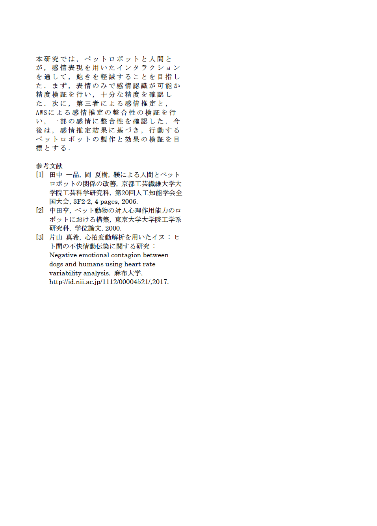 本研究では，ペットロボットと人間と
が，感情表現を用いたインタラクション
を通して，飽きを軽減することを目指し
た．まず，表情のみで感情認識が可能か
精度検証を行い，十分な精度を確認し
た．次に，第三者による感情推定と，
AWSによる感情推定の整合性の検証を行
い，一部の感情に整合性を確認した．今
後は，感情推定結果に基づき，行動する
ペットロボットの製作と効果の検証を目
標とする．
参考文献
[1] 田中 一晶, 岡 夏樹, 躾による人間とペット
ロボットの関係の改善, 京都工芸繊維大学大
学院工芸科学研究科, 第20回人工知能学会全
国大会, 3F2-2, 4 pages, 2006.
[2] 中田亨, ペット動物の対人心理作用能力のロ
ボットにおける構築, 東京大学大学院工学系
研究科, 学位論文, 2000.
[3] 片山 真希, 心拍変動解析を用いたイヌ：ヒ
ト間の不快情動伝染に関する研究：
Negative emotional contagion between
dogs and humans using heart rate
variability analysis, 麻布大学,